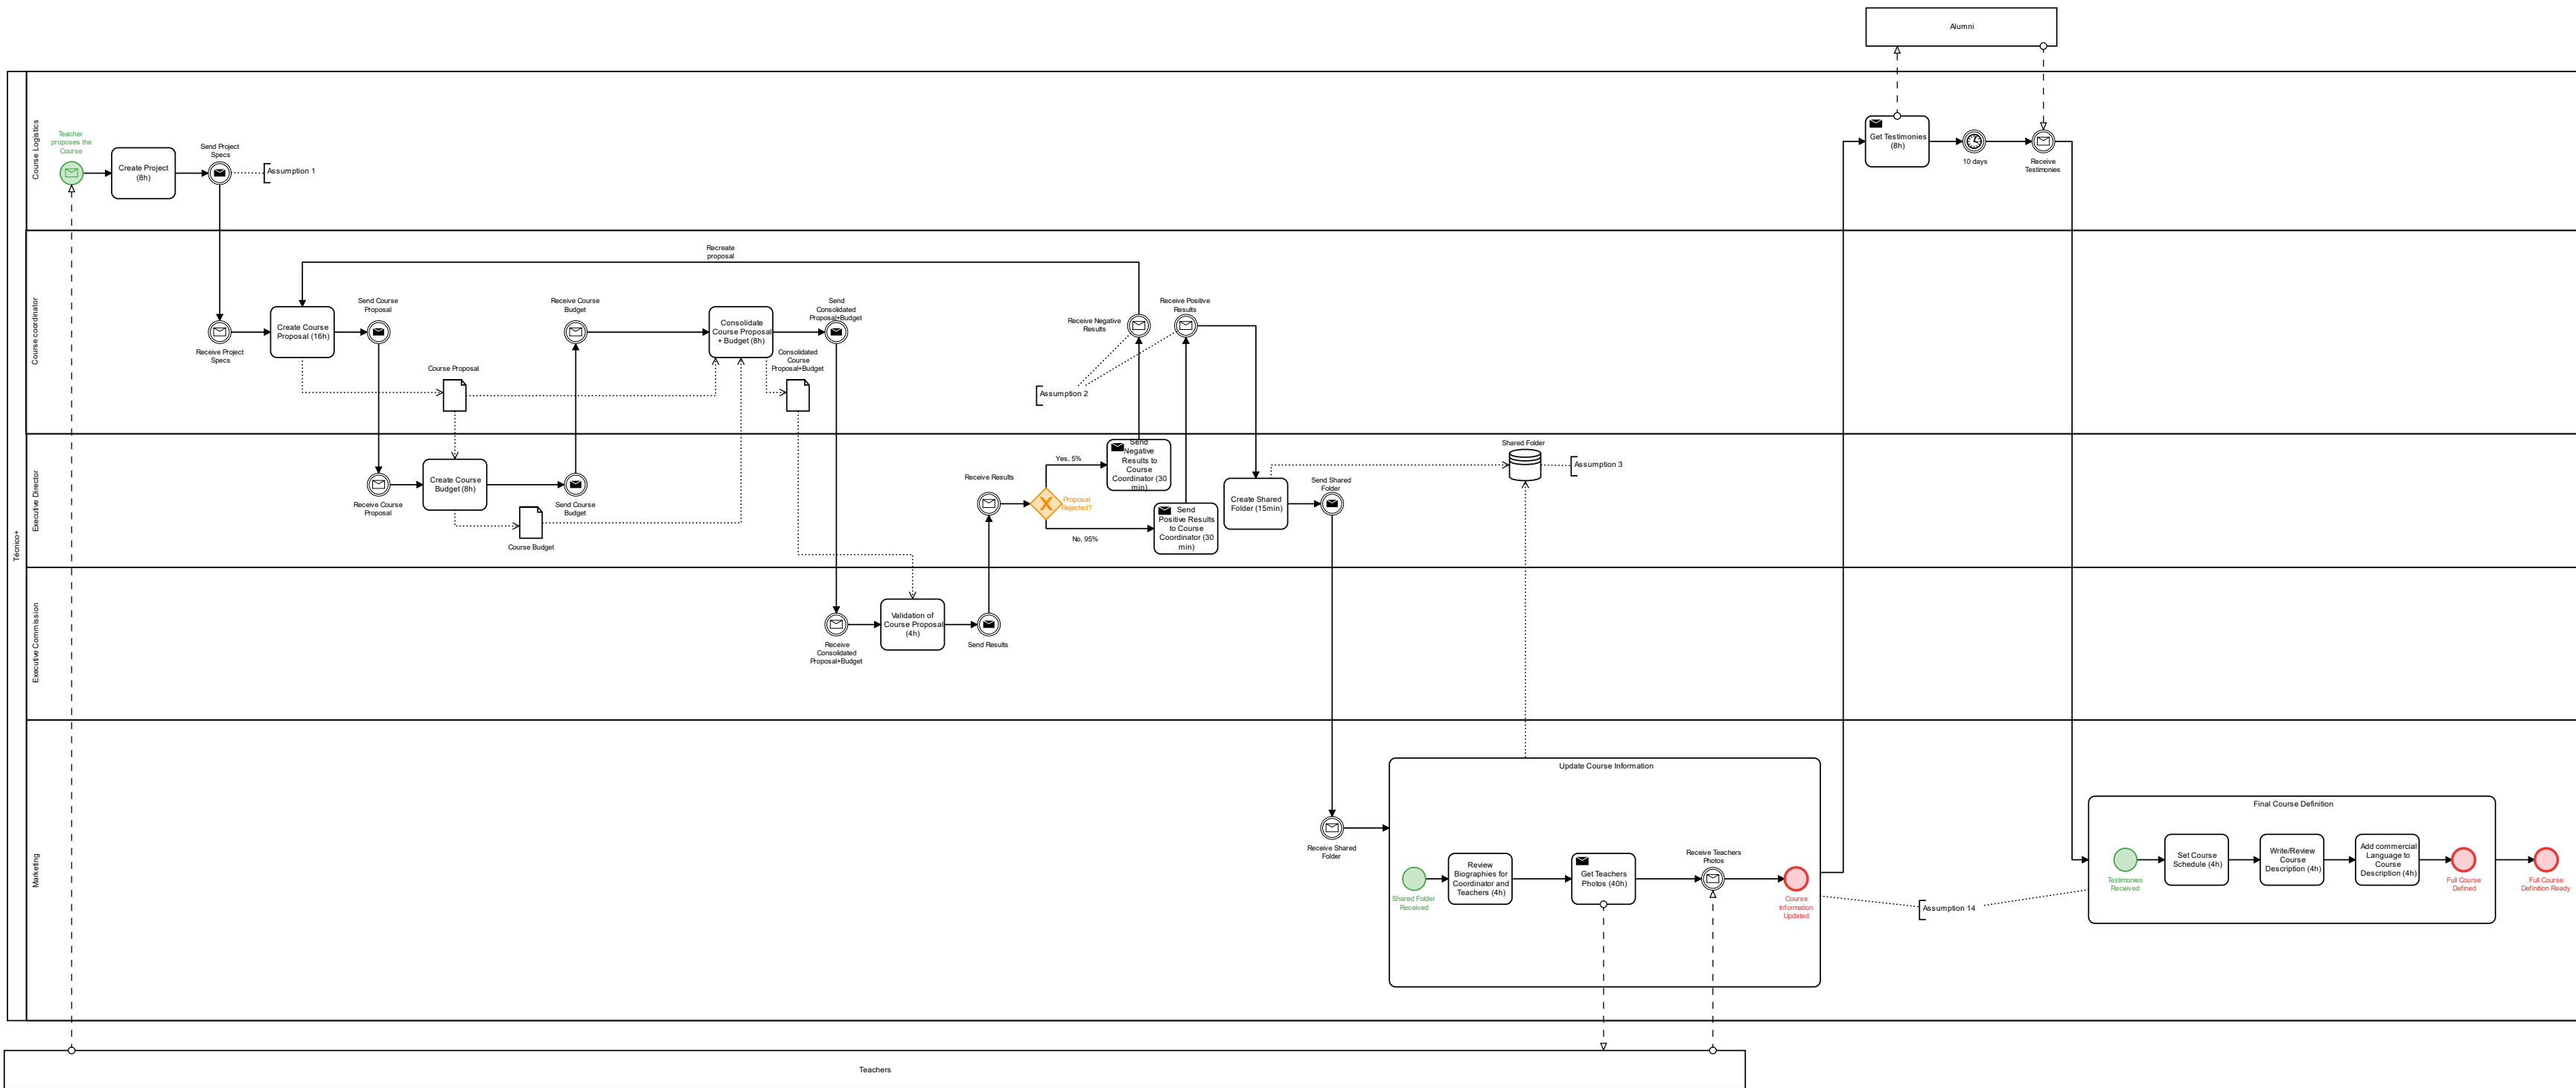 Alumni
Técnico+
Course Logistics
Teacher
proposes the
Course
Create Project
(8h)
Send Project
Specs
Assumption 1
Get Testimonies
(8h)
10 days
Receive
Testimonies
Course coordinator
Recreate
proposal
Receive Project
Specs
Create Course
Proposal (16h)
Send Course
Proposal
Course Proposal
Receive Course
Budget
Consolidate
Course Proposal
+ Budget (8h)
Send
Consolidated
Proposal+Budget
Consolidated
Course
Proposal+Budget
Receive Negative
Results
Receive Positive
Results
Assumption 2
Executive Director
Receive Course
Proposal
Create Course
Budget (8h)
Course Budget
Send Course
Budget
Receive Results
Proposal
Rejected?
Yes, 5%
No, 95%
Send
Negative
Results to
Course
Coordinator (30
min)
Send
Positive Results
to Course
Coordinator (30
min)
Create Shared
Folder (15min)
Send Shared
Folder
Shared Folder
Assumption 3
Executive Commission
Receive
Consolidated
Proposal+Budget
Validation of
Course Proposal
(4h)
Send Results
Marketing
Receive Shared
Folder
Update Course Information
Shared Folder
Received
Review
Biographies for
Coordinator and
Teachers (4h)
Get Teachers
Photos (40h)
Receive Teachers
Photos
Course
Information
Updated
Assumption 14
Final Course Definition
Testimonies
Received
Set Course
Schedule (4h)
Write/Review
Course
Description (4h)
Add commercial
Language to
Course
Description (4h)
Full Course
Defined
Full Course
Definition Ready
Teachers